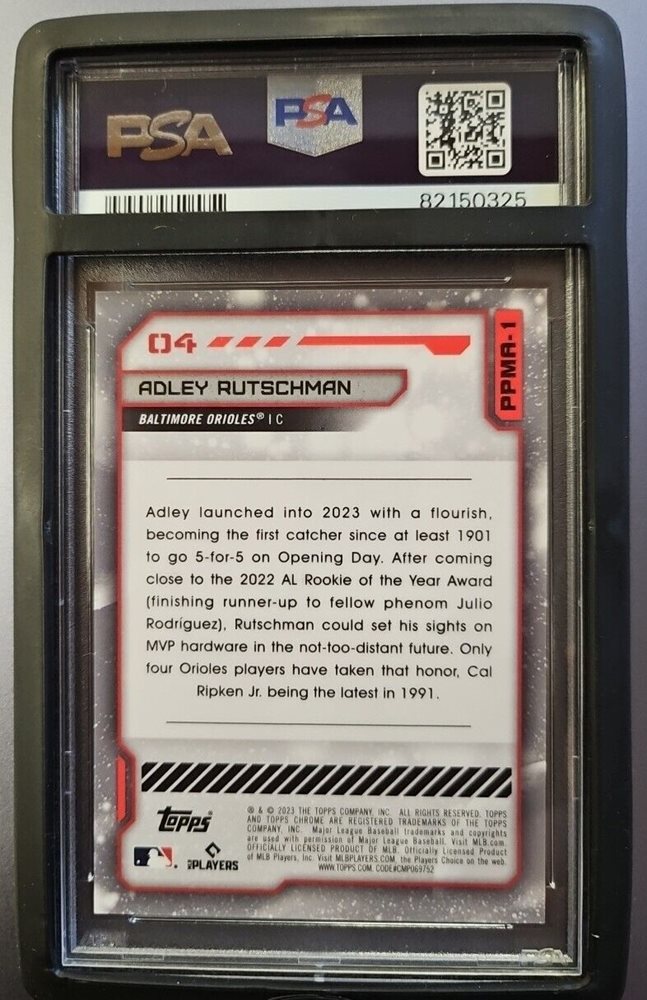 PSA PSA
82150325
04
PPMA-1
ADLEY RUTSCHMAN
BALTIMORE ORIOLES® | C
Adley launched into 2023 with a flourish,
becoming the first catcher since at least 1901
to go 5-for-5 on Opening Day. After coming
close to the 2022 AL Rookie of the Year Award
(finishing runner-up to fellow phenom Julio
Rodríguez), Rutschman could set his sights on
MVP hardware in the not-too-distant future. Only
four Orioles players have taken that honor, Cal
Ripken Jr. being the latest in 1991.
Topps
® & © 2023 THE TOPPS COMPANY, INC. ALL RIGHTS RESERVED. TOPPS
AND TOPPS CHROME ARE REGISTERED TRADEMARKS OF THE TOPPS
COMPANY, INC. Major League Baseball trademarks and copyrights
are used with permission of Major League Baseball. Visit MLB.com.
OFFICIALLY LICENSED PRODUCT OF MLB. Officially Licensed Product
of MLB Players, Inc. Visit MLBPLAYERS.COM, the Players Choice on the web.
WWW.TOPPS.COM. CODE#CMP069752
MLB PLAYERS
PSA